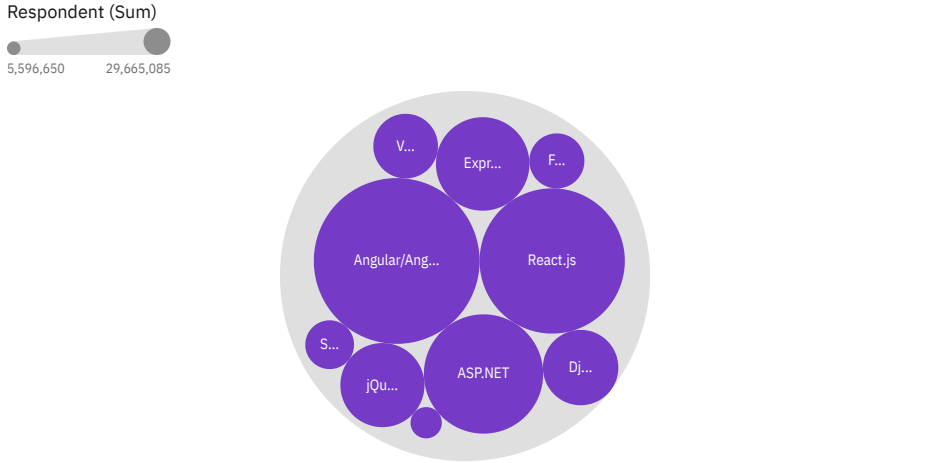 Respondent (Sum)
5,596,650 29,665,085
V...
Expr...
F...
Angular/Ang...
React.js
S...
jQu...
ASP.NET
Dj...